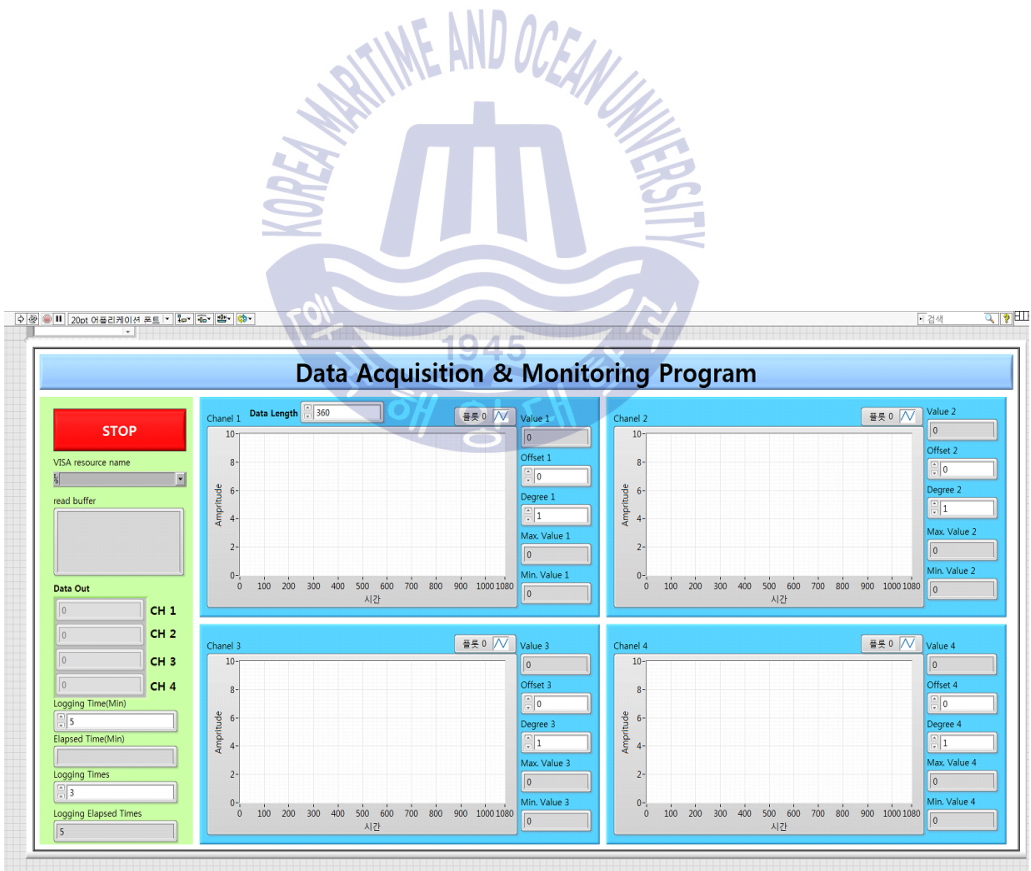 KOREA MARITIME AND OCEAN UNIVERSITY
1945
20pt 어플리케이션 폰트
검색
Data Acquisition & Monitoring Program
STOP
VISA resource name
read buffer
Data Out
0 CH 1
0 CH 2
0 CH 3
0 CH 4
Logging Time(Min)
5
Elapsed Time(Min)
Logging Times
3
Logging Elapsed Times
5
Chanel 1 Data Length 360 플롯 0
Ampritude
10
8
6
4
2
0
0 100 200 300 400 500 600 700 800 900 1000 1080
시간
Value 1
0
Offset 1
0
Degree 1
1
Max. Value 1
0
Min. Value 1
0
Chanel 2 플롯 0
Ampritude
10
8
6
4
2
0
0 100 200 300 400 500 600 700 800 900 1000 1080
시간
Value 2
0
Offset 2
0
Degree 2
1
Max. Value 2
0
Min. Value 2
0
Chanel 3 플롯 0
Ampritude
10
8
6
4
2
0
0 100 200 300 400 500 600 700 800 900 1000 1080
시간
Value 3
0
Offset 3
0
Degree 3
1
Max. Value 3
0
Min. Value 3
0
Chanel 4 플롯 0
Ampritude
10
8
6
4
2
0
0 100 200 300 400 500 600 700 800 900 1000 1080
시간
Value 4
0
Offset 4
0
Degree 4
1
Max. Value 4
0
Min. Value 4
0